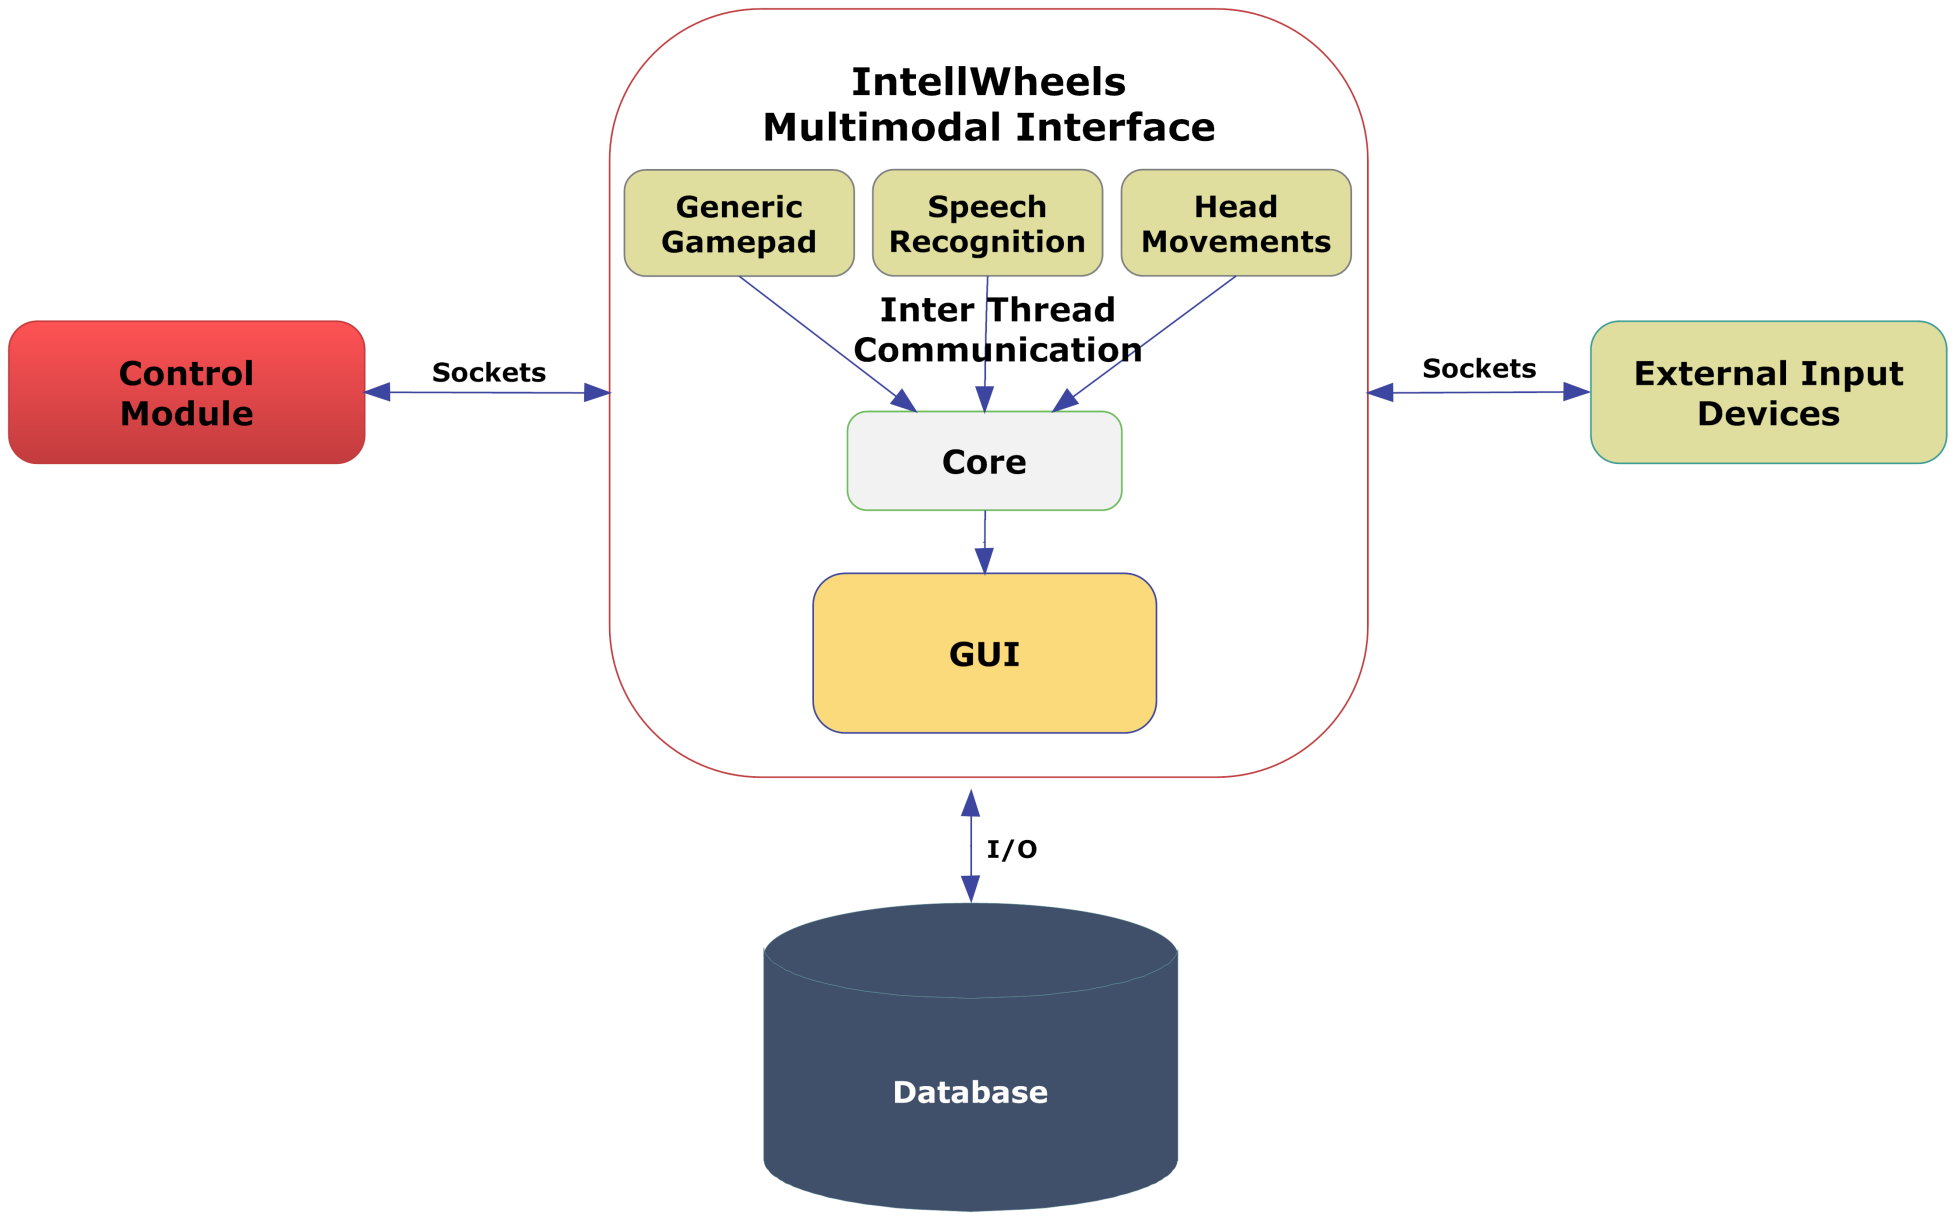 IntellWheels
Multimodal Interface
Generic
Gamepad
Speech
Recognition
Head
Movements
Inter Thread
Communication
Control
Module
Sockets
Sockets
External Input
Devices
Core
GUI
I/O
Database